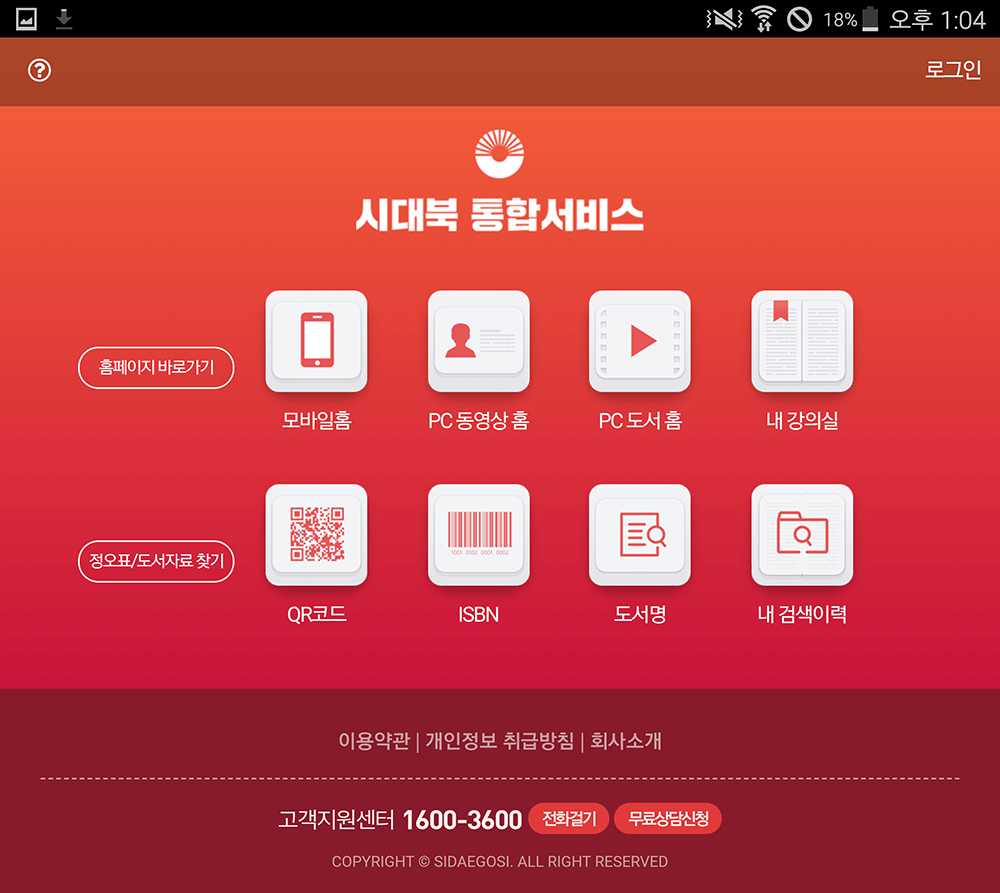 18% 오후 1:04
로그인
시대북 통합서비스
홈페이지 바로가기
모바일홈 PC 동영상 홈 PC 도서 홈 내 강의실
1001 0102 0001 0002
정오표/도서자료 찾기
QR코드 ISBN 도서명 내 검색이력
이용약관 | 개인정보 취급방침 | 회사소개
고객지원센터 1600-3600 전화걸기 무료상담신청
COPYRIGHT © SIDAEGOSI. ALL RIGHT RESERVED